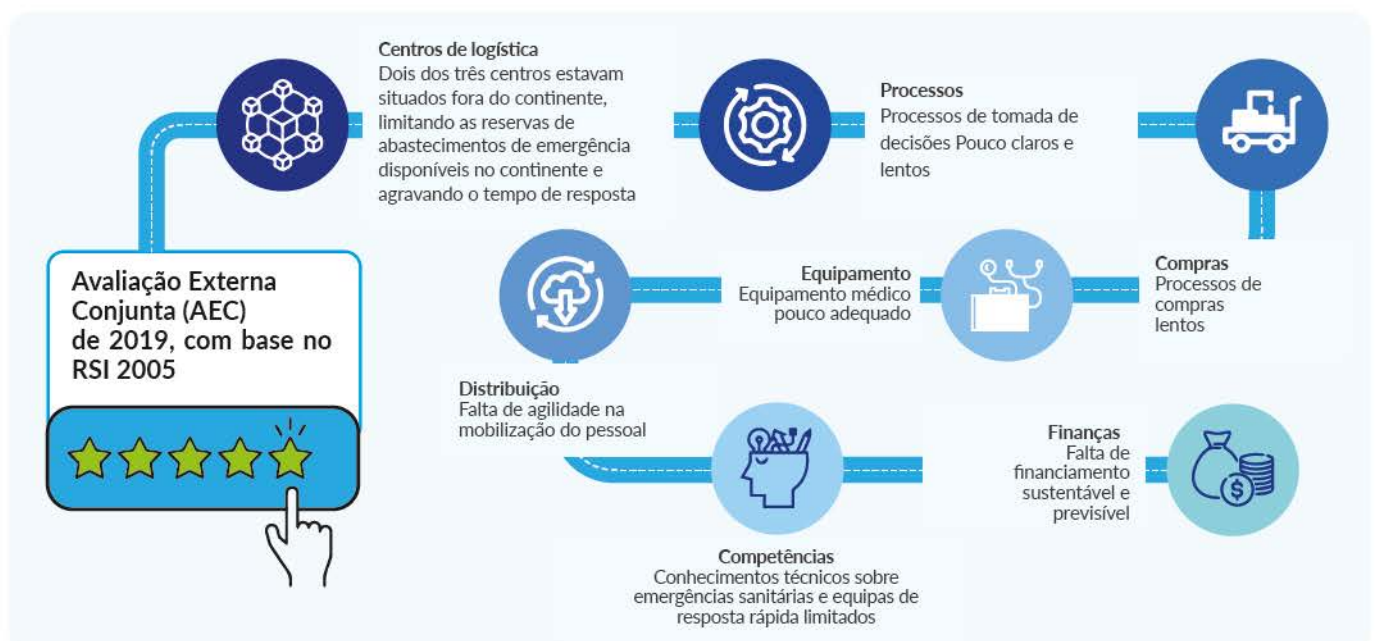 Avaliação Externa
Conjunta (AEC)
de 2019, com base no
RSI 2005
Centros de logística
Dois dos três centros estavam
situados fora do continente,
limitando as reservas de
abastecimentos de emergência
disponíveis no continente e
agravando o tempo de resposta
Processos
Processos de tomada de
decisões Pouco claros e
lentos
Compras
Processos de
compras
lentos
Equipamento
Equipamento médico
pouco adequado
Distribuição
Falta de agilidade na
mobilização do pessoal
Competências
Conhecimentos técnicos sobre
emergências sanitárias e equipas de
resposta rápida limitados
Finanças
Falta de
financiamento
sustentável e
previsível
$